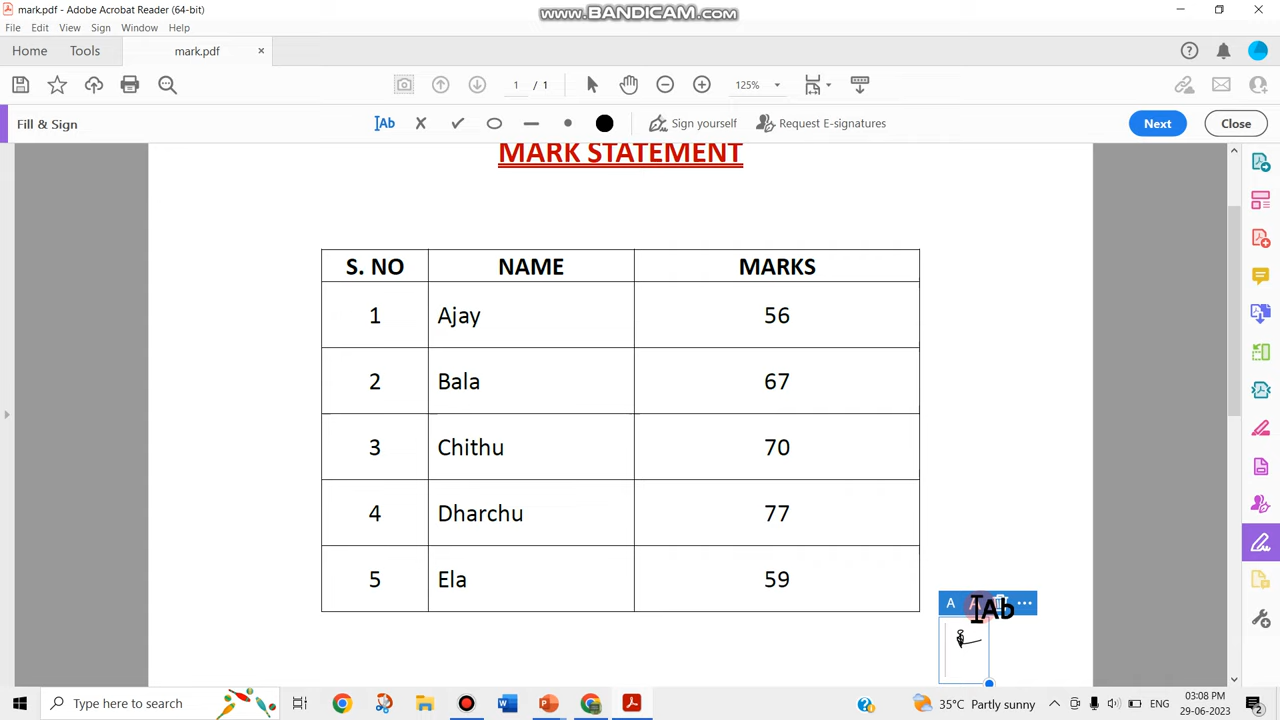 mark.pdf - Adobe Acrobat Reader (64-bit)
www.BANDICAM.com
File Edit View Sign Window Help
Home Tools mark.pdf ×
1 / 1 125%
Fill & Sign
IAb Sign yourself Request E-signatures Next Close
MARK STATEMENT
S. NO NAME MARKS
1 Ajay 56
2 Bala 67
3 Chithu 70
4 Dharchu 77
5 Ela 59
A A ...
IAb
Type here to search
35°C Partly sunny
ENG
03:08 PM
29-06-2023
2